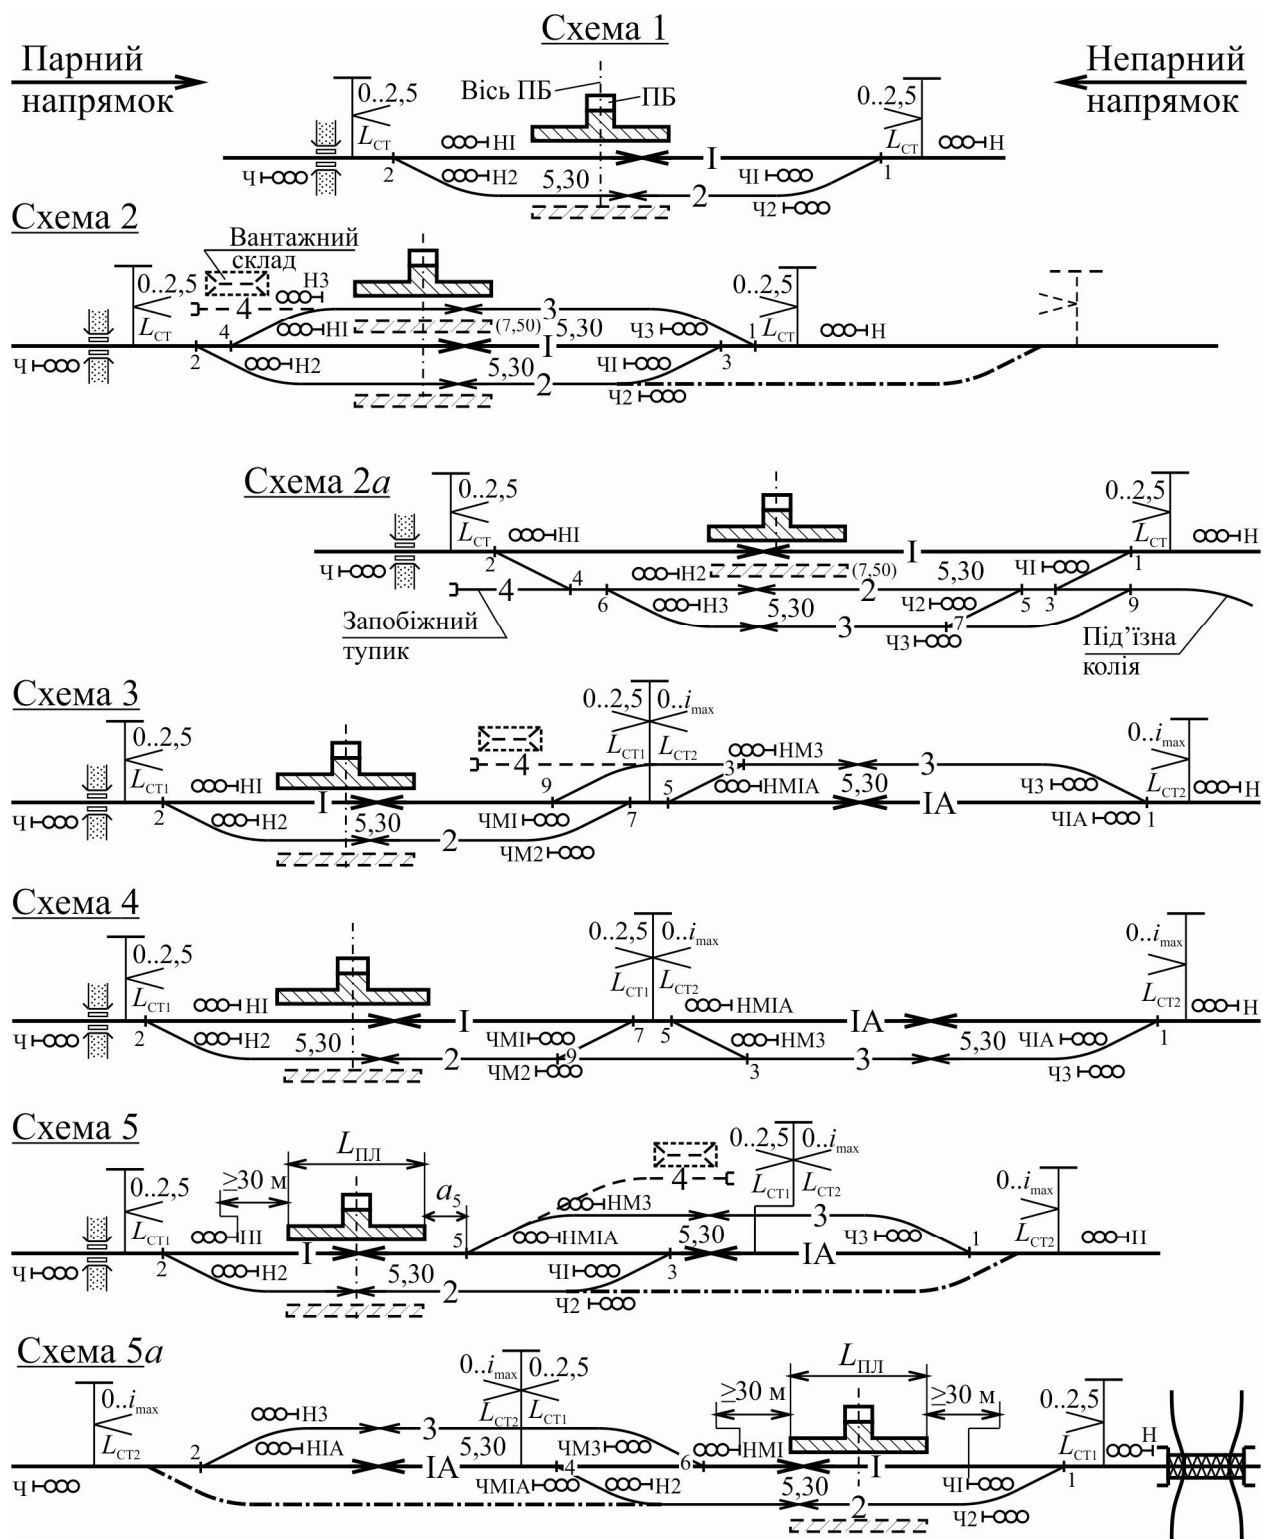 Схема 1
Парний
напрямок
Непарний
напрямок
Вісь ПБ
ПБ
0..2,5
0..2,5
LСТ
LСТ
НІ
І
Н
Ч
2
Н2
5,30
2
ЧІ
1
Ч2
Схема 2
Вантажний
склад
0..2,5
Н3
0..2,5
4
3
LСТ
4
НІ
(7,50)
5,30
Ч3
1
LСТ
Н
І
Ч
2
Н2
5,30
ЧІ
3
2
Ч2
Схема 2а
0..2,5
0..2,5
LСТ
НІ
LСТ
Н
І
Ч
2
4
Н2
(7,50)
5,30
ЧІ
1
4
6
2
Н3
5,30
Ч2
5
3
9
Запобіжний
тупик
3
7
Ч3
Під’їзна
колія
Схема 3
0..2,5
0..imax
0..2,5
0..imax
LСТ1
LСТ1
LСТ2
НМ3
LСТ2
4
3
3
НІ
9
5
НМІА
5,30
Ч3
Н
І
ІА
Ч
2
Н2
5,30
ЧМІ
7
ЧІА
1
2
ЧМ2
Схема 4
0..2,5
0..imax
0..2,5
0..imax
LСТ1
LСТ2
LСТ1
НІ
НМІА
LСТ2
Н
І
ІА
Ч
2
Н2
5,30
ЧМІ
7
5
НМ3
5,30
ЧІА
1
2
9
3
3
ЧМ2
Ч3
Схема 5
LПЛ
0..2,5
0..imax
0..2,5
≥30 м
a5
4
LСТ1
LСТ2
0..imax
LСТ1
НМ3
3
НІ
5
НМІА
5,30
Ч3
1
LСТ2
Н
І
ІА
Ч
2
Н2
5,30
ЧІ
3
2
Ч2
Схема 5а
LПЛ
0..imax
0..2,5
0..imax
≥30 м
≥30 м
0..2,5
Н3
3
LСТ2
LСТ1
LСТ2
2
НІА
5,30
ЧМ3
6
НМІ
LСТ1
Н
ІА
4
І
Ч
ЧМІА
Н2
5,30
ЧІ
1
2
Ч2